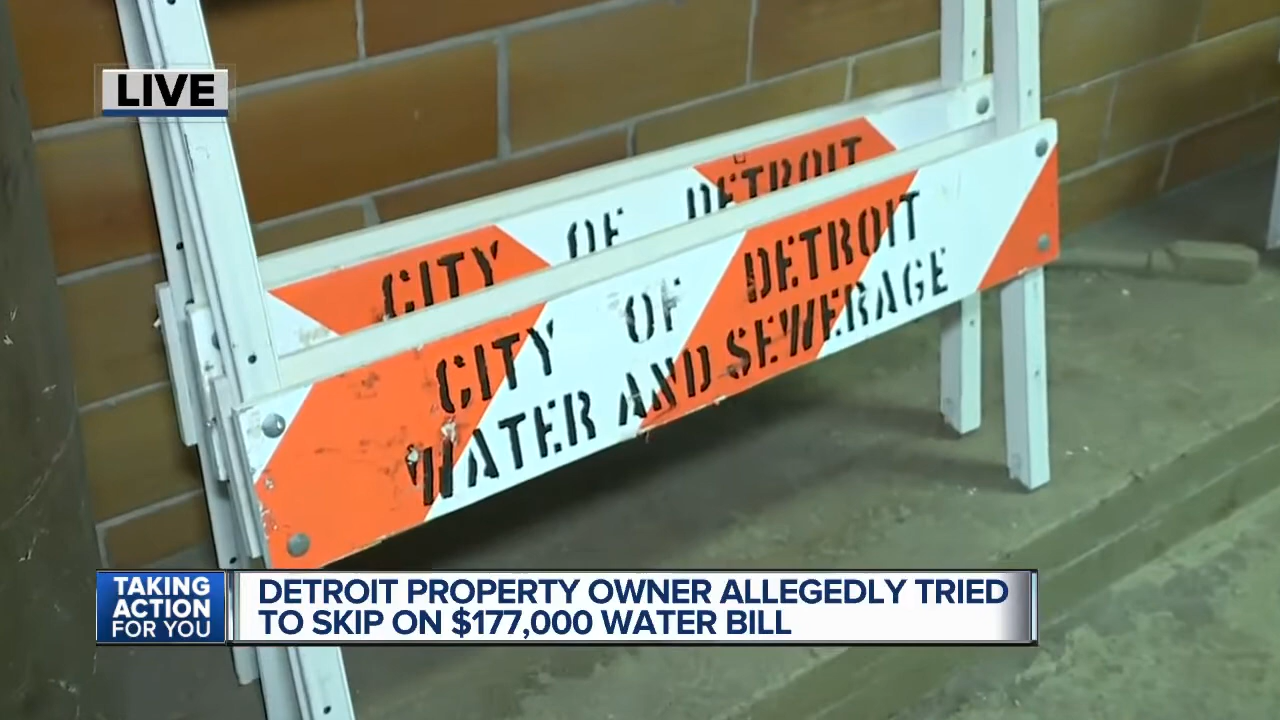 LIVE
CITY OF DETROIT
CITY OF DETROIT
WATER AND SEWERAGE
TAKING
ACTION
FOR YOU
DETROIT PROPERTY OWNER ALLEGEDLY TRIED
TO SKIP ON $177,000 WATER BILL